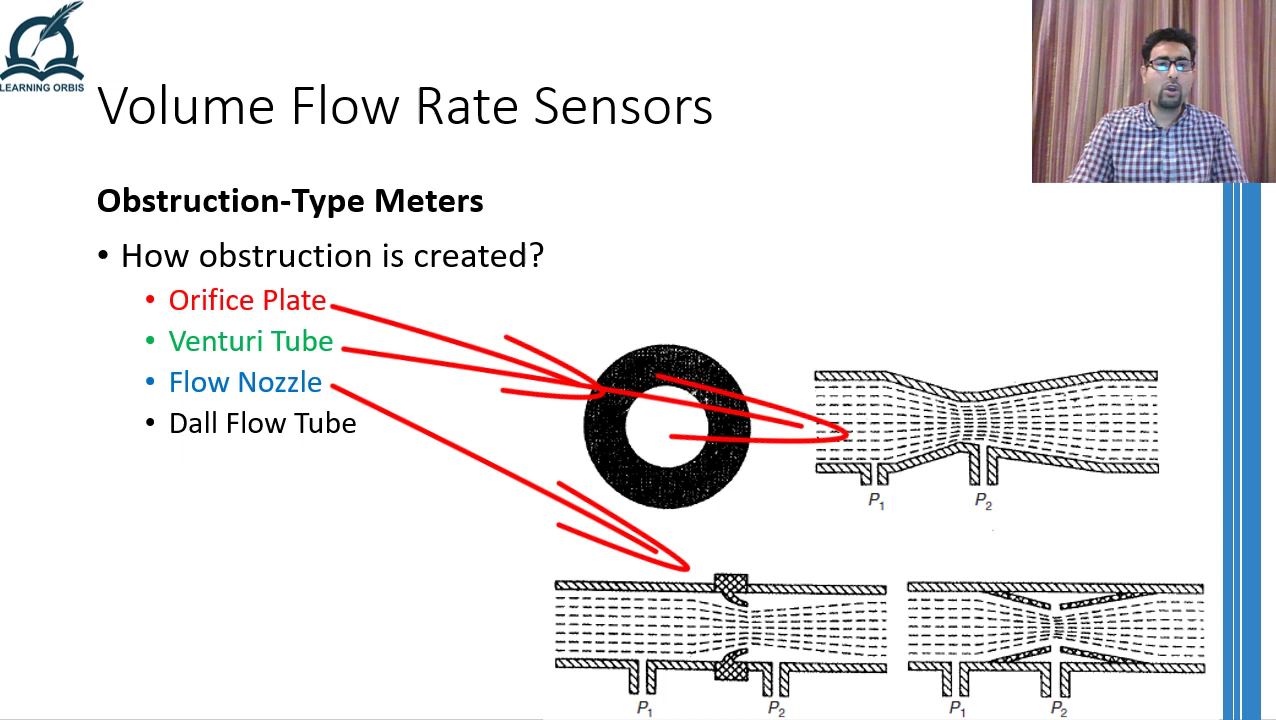 LEARNING ORBIS
Volume Flow Rate Sensors
Obstruction-Type Meters
• How obstruction is created?
• Orifice Plate
• Venturi Tube
• Flow Nozzle
• Dall Flow Tube
P1 P2
P1 P2 P1 P2